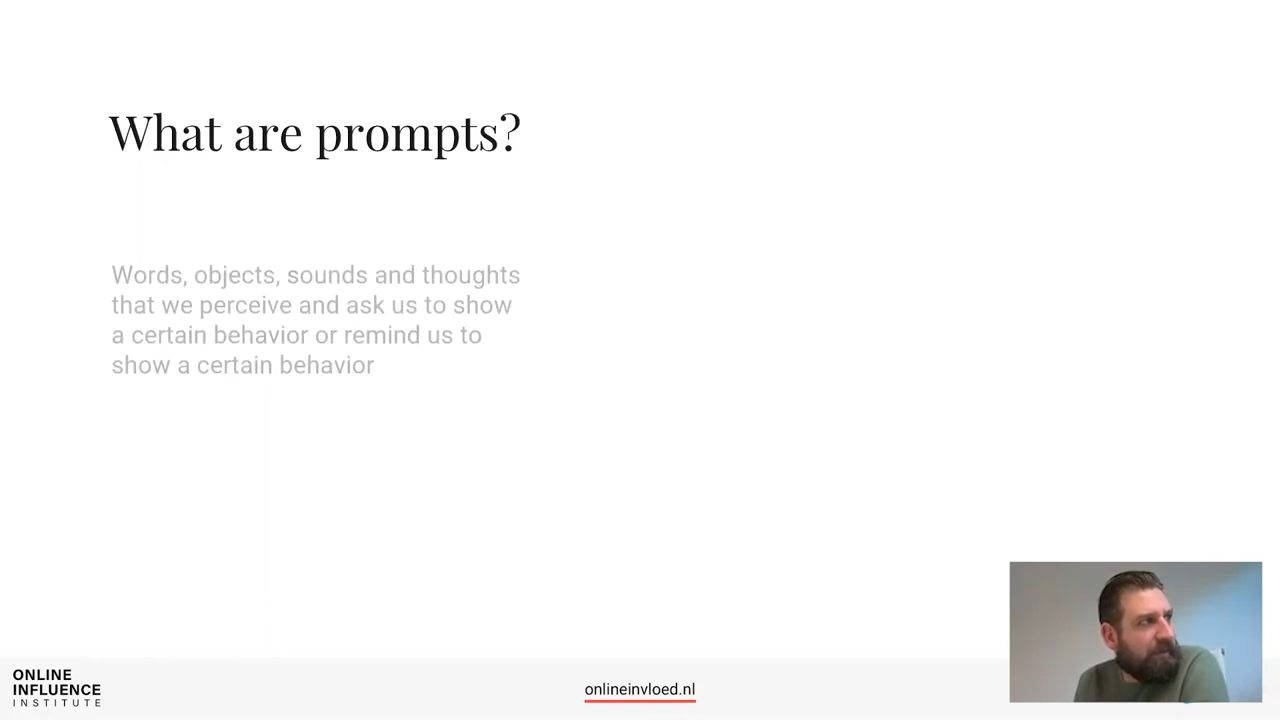 What are prompts?
Words, objects, sounds and thoughts
that we perceive and ask us to show
a certain behavior or remind us to
show a certain behavior
ONLINE
INFLUENCE
INSTITUTE
onlineinvloed.nl